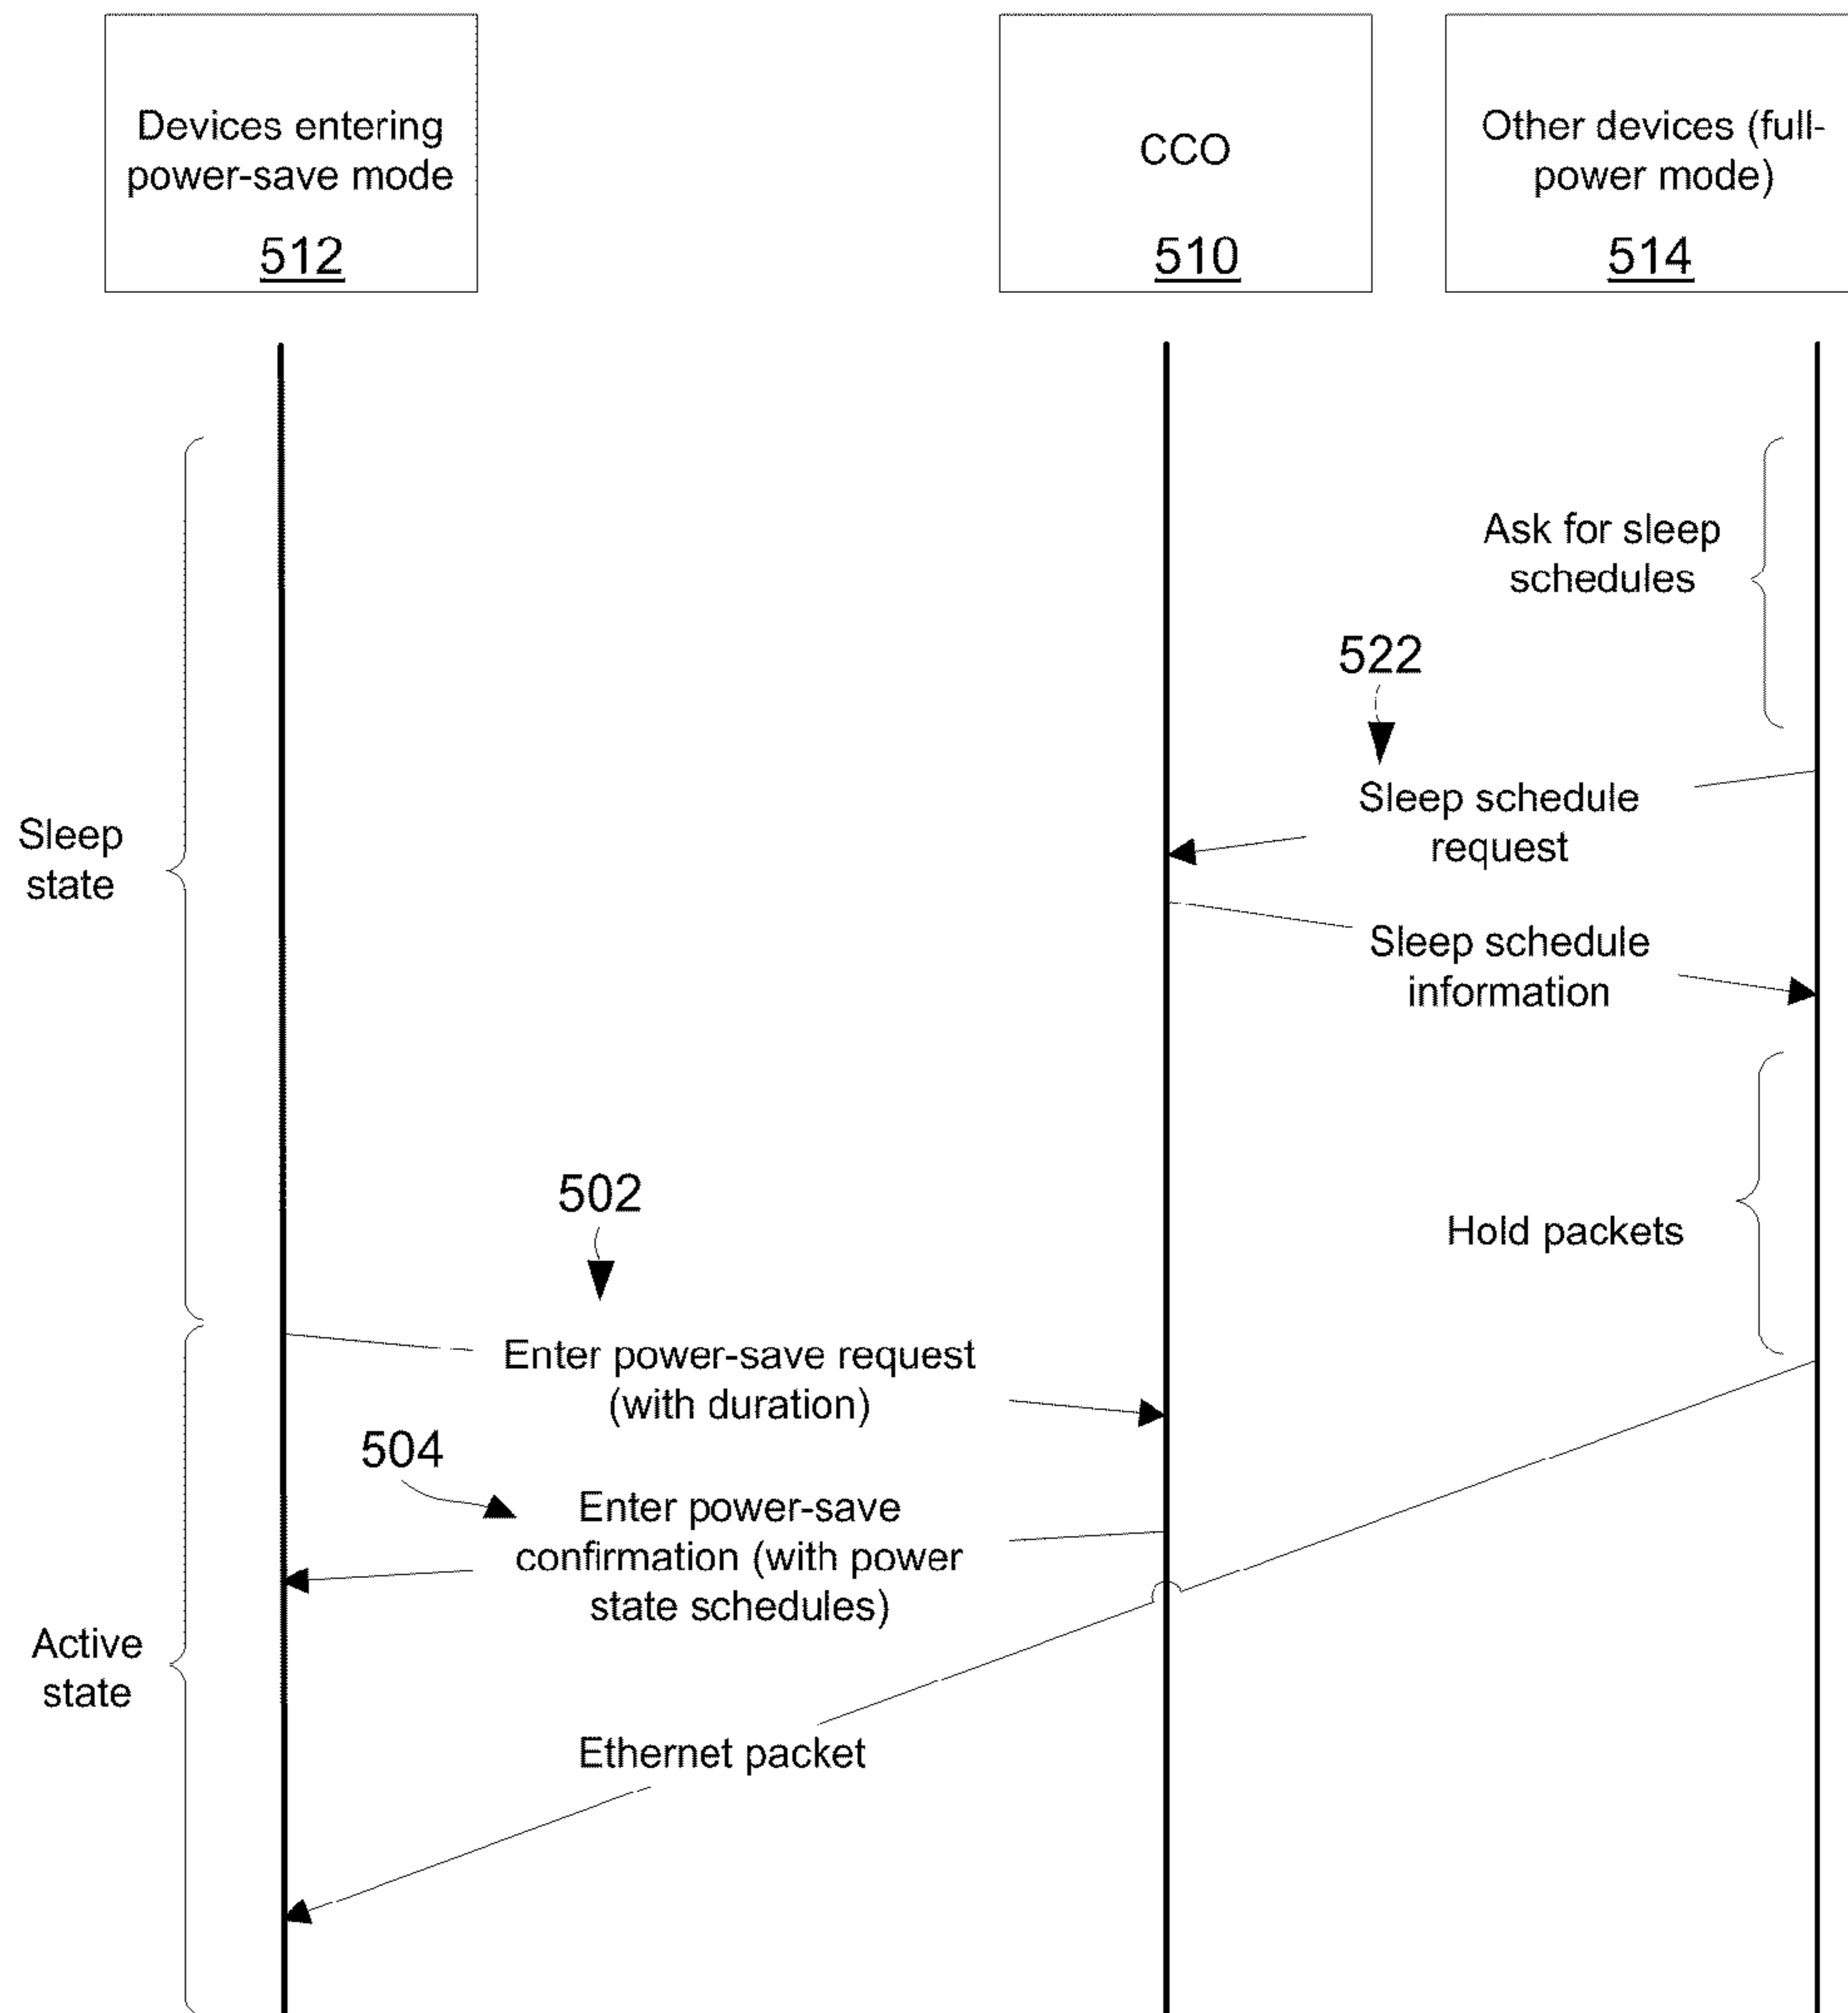 Devices entering
power-save mode
512
CCO
510
Other devices (full-
power mode)
514
Ask for sleep
schedules
522
Sleep schedule
request
Sleep
state
Sleep schedule
information
502
Hold packets
Enter power-save request
(with duration)
504
Enter power-save
confirmation (with power
state schedules)
Active
state
Ethernet packet